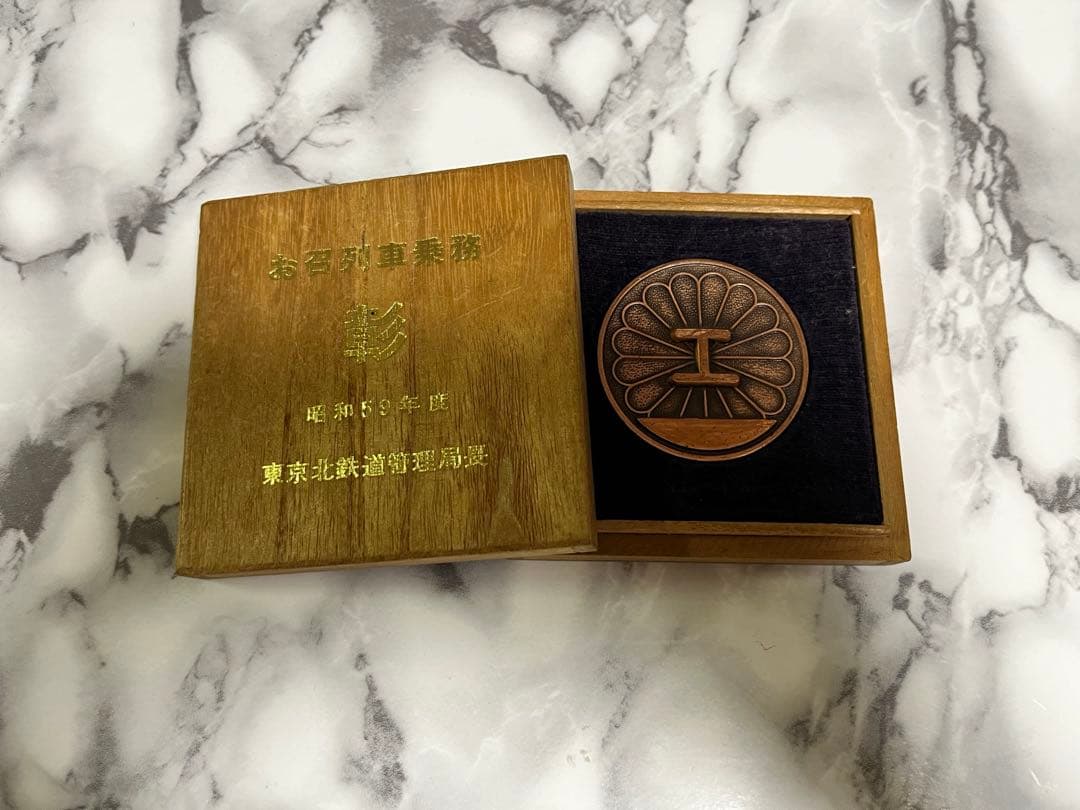 お召列車乗務
彰
昭和59年度
東京北鉄道管理局長
工